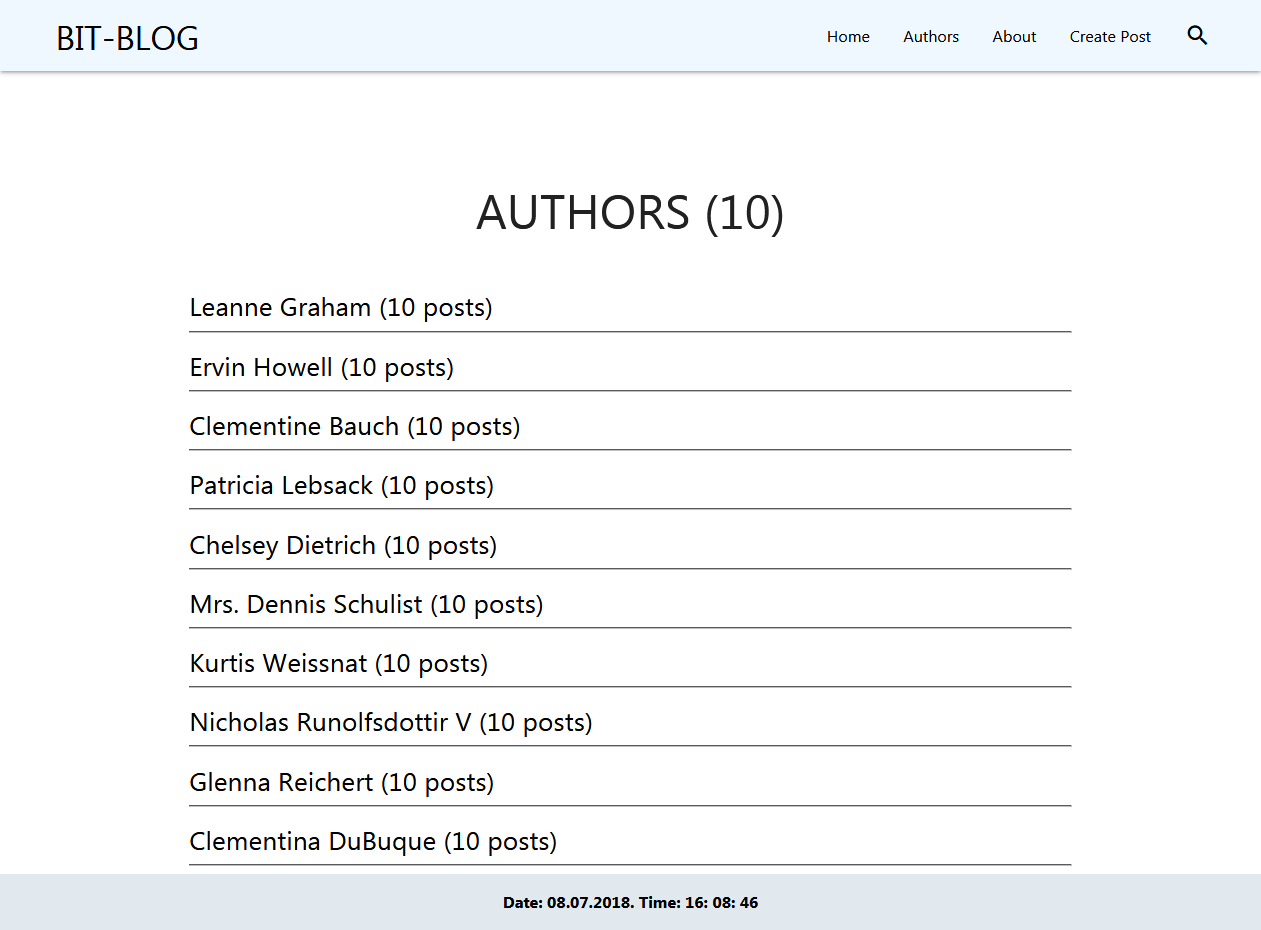 BIT-BLOG
Home Authors About Create Post
AUTHORS (10)
Leanne Graham (10 posts)
Ervin Howell (10 posts)
Clementine Bauch (10 posts)
Patricia Lebsack (10 posts)
Chelsey Dietrich (10 posts)
Mrs. Dennis Schulist (10 posts)
Kurtis Weissnat (10 posts)
Nicholas Runolfsdottir V (10 posts)
Glenna Reichert (10 posts)
Clementina DuBuque (10 posts)
Date: 08.07.2018. Time: 16: 08: 46